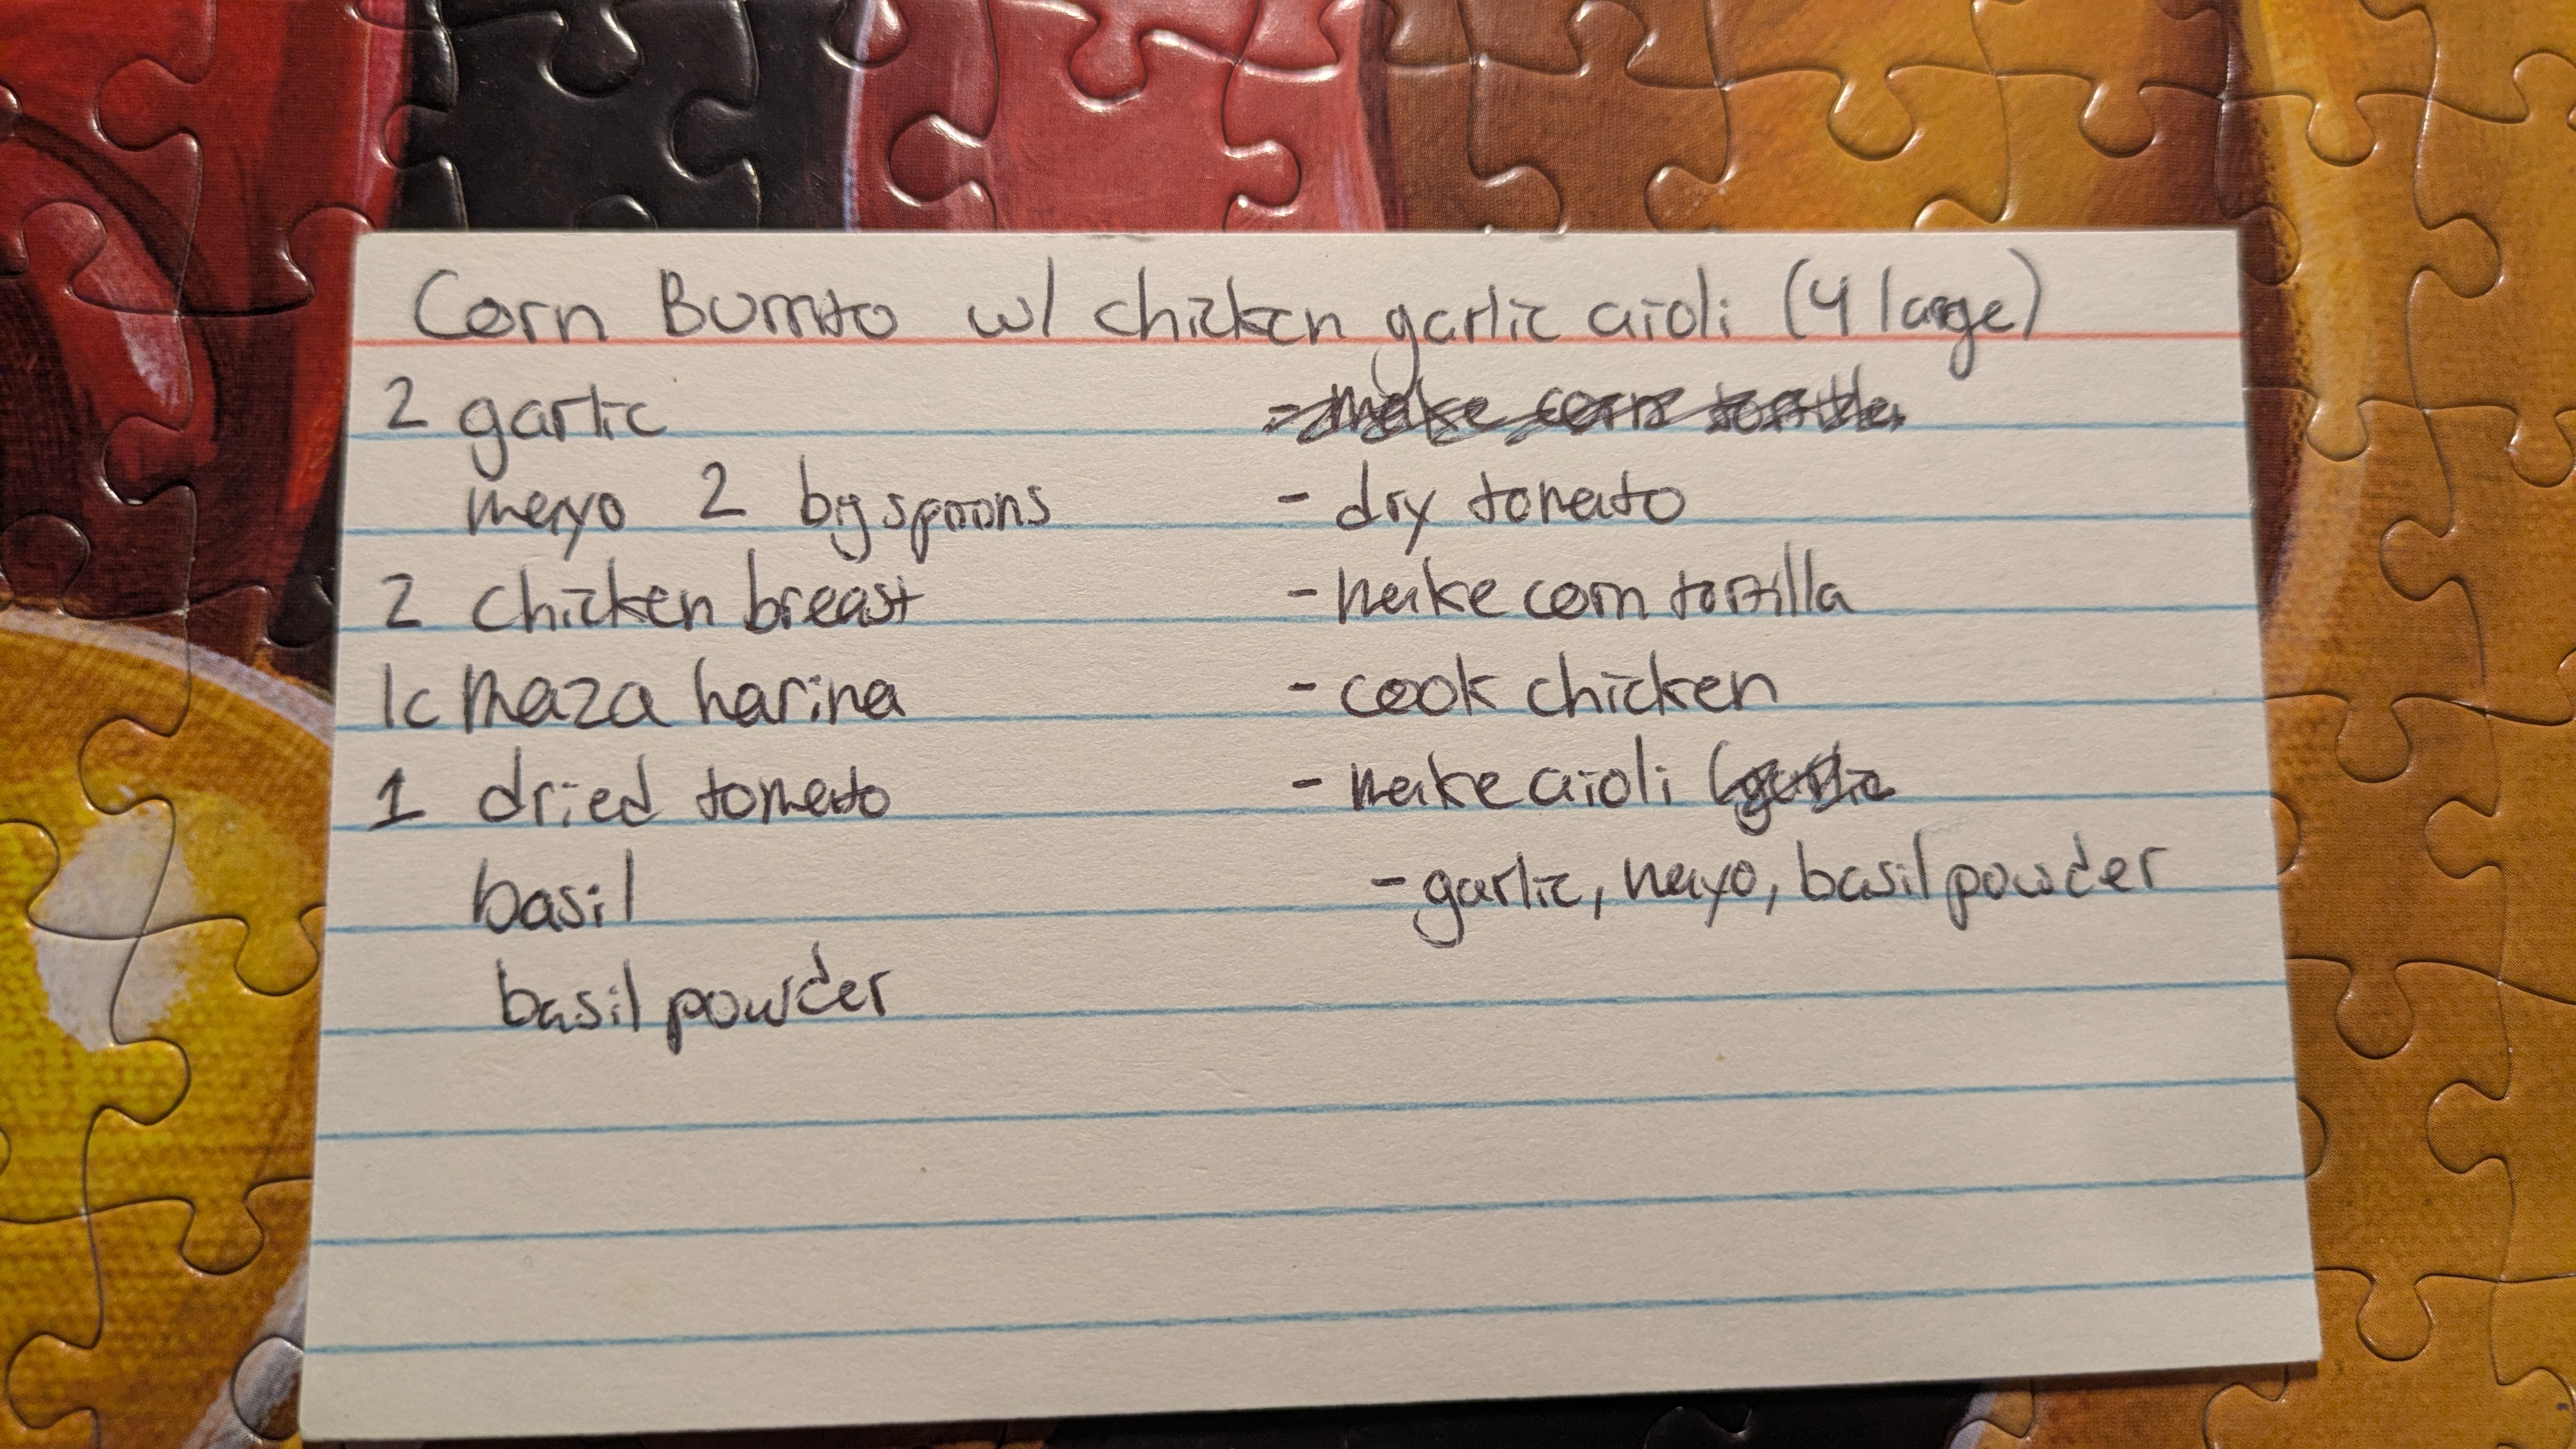 Corn Burrito w/ chicken garlic aioli (4 large)
2 garlic
mayo 2 big spoons
2 chicken breast
1c maza harina
1 dried tomato
basil
basil powder
- make corn tortilla
- dry tomato
- make corn tortilla
- cook chicken
- make aioli (garlic
- garlic, mayo, basil powder